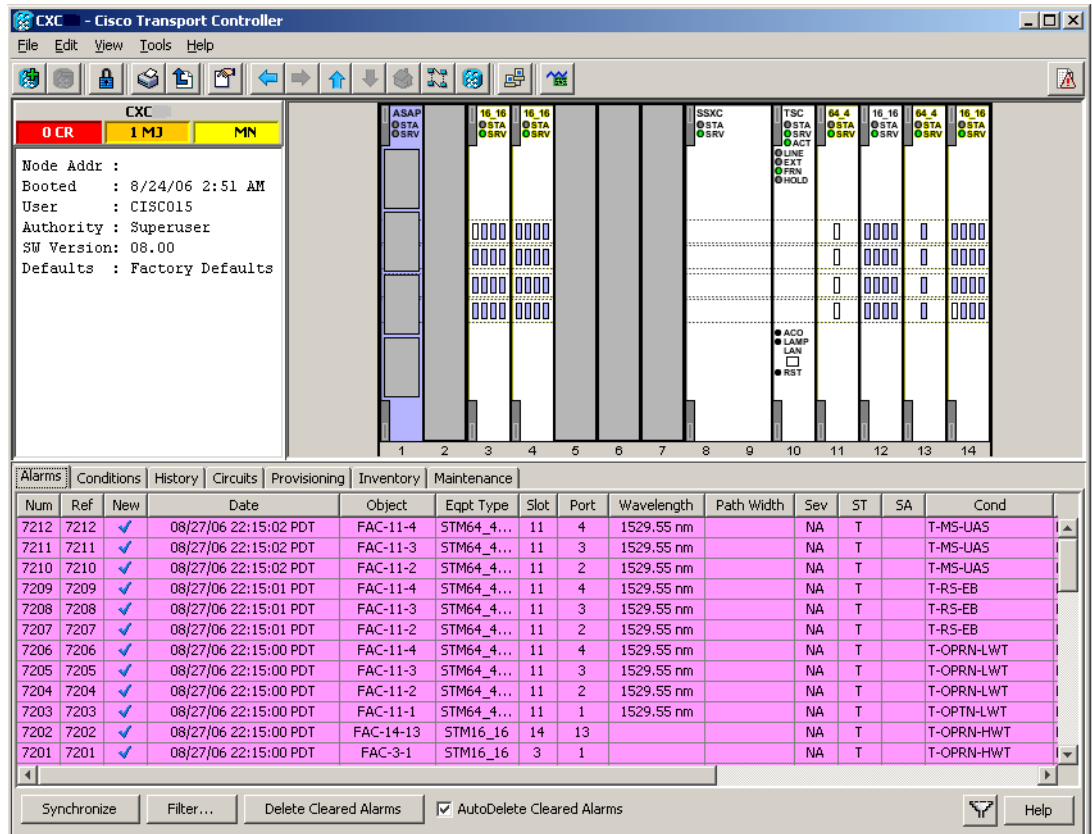 CXC - Cisco Transport Controller
File Edit View Tools Help
CXC
0 CR 1 MJ MN
Node Addr :
Booted : 8/24/06 2:51 AM
User : CISCO15
Authority : Superuser
SW Version: 08.00
Defaults : Factory Defaults
ASAP 16_16 16_16 SSXC TSC 64_4 16_16 64_4 16_16
STA STA STA STA STA STA STA STA STA
SRV SRV SRV SRV SRV SRV SRV SRV SRV
ACT
LINE
EXT
FRN
HOLD
ACO
LAMP
LAN
RST
1 2 3 4 5 6 7 8 9 10 11 12 13 14
Alarms Conditions History Circuits Provisioning Inventory Maintenance
Num Ref New Date Object Eqpt Type Slot Port Wavelength Path Width Sev ST SA Cond
7212 7212 08/27/06 22:15:02 PDT FAC-11-4 STM64_4... 11 4 1529.55 nm NA T T-MS-UAS
7211 7211 08/27/06 22:15:02 PDT FAC-11-3 STM64_4... 11 3 1529.55 nm NA T T-MS-UAS
7210 7210 08/27/06 22:15:02 PDT FAC-11-2 STM64_4... 11 2 1529.55 nm NA T T-MS-UAS
7209 7209 08/27/06 22:15:01 PDT FAC-11-4 STM64_4... 11 4 1529.55 nm NA T T-RS-EB
7208 7208 08/27/06 22:15:01 PDT FAC-11-3 STM64_4... 11 3 1529.55 nm NA T T-RS-EB
7207 7207 08/27/06 22:15:01 PDT FAC-11-2 STM64_4... 11 2 1529.55 nm NA T T-RS-EB
7206 7206 08/27/06 22:15:00 PDT FAC-11-4 STM64_4... 11 4 1529.55 nm NA T T-OPRN-LWT
7205 7205 08/27/06 22:15:00 PDT FAC-11-3 STM64_4... 11 3 1529.55 nm NA T T-OPRN-LWT
7204 7204 08/27/06 22:15:00 PDT FAC-11-2 STM64_4... 11 2 1529.55 nm NA T T-OPRN-LWT
7203 7203 08/27/06 22:15:00 PDT FAC-11-1 STM64_4... 11 1 1529.55 nm NA T T-OPTN-LWT
7202 7202 08/27/06 22:15:00 PDT FAC-14-13 STM16_16 14 13 NA T T-OPRN-HWT
7201 7201 08/27/06 22:15:00 PDT FAC-3-1 STM16_16 3 1 NA T T-OPRN-HWT
Synchronize Filter... Delete Cleared Alarms AutoDelete Cleared Alarms Help